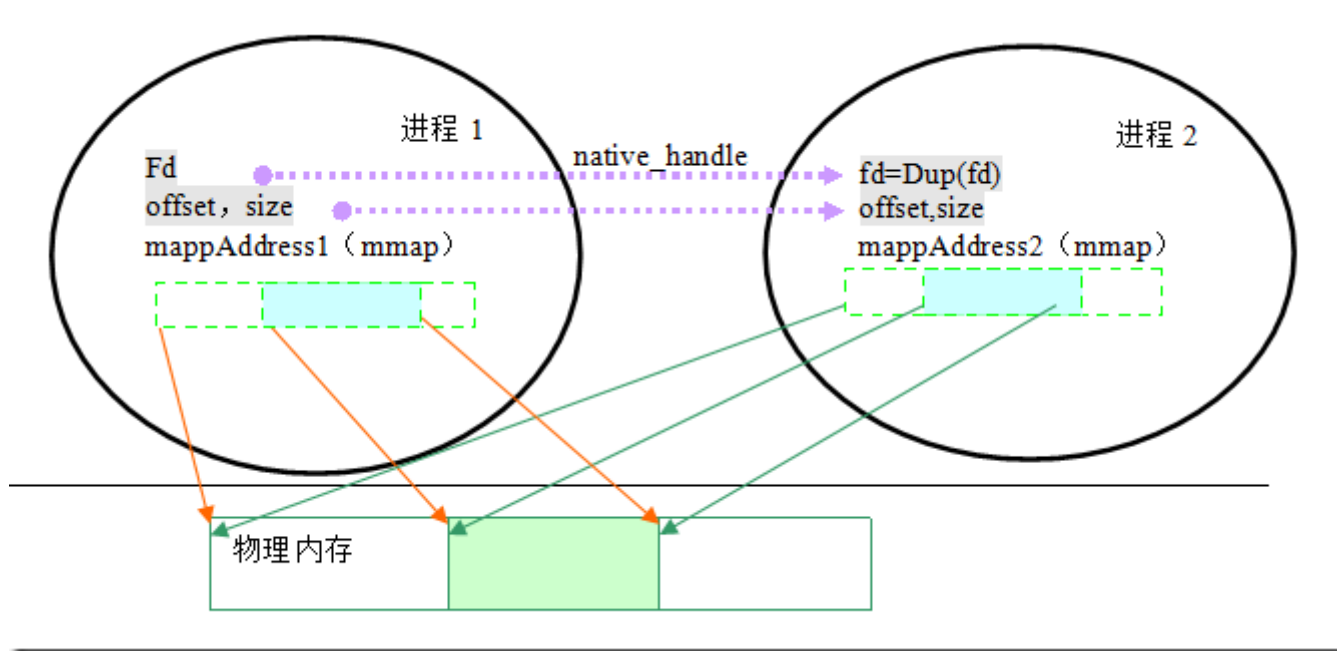 进程 1
Fd
offset，size
mappAddress1（mmap）
native_handle
进程 2
fd=Dup(fd)
offset,size
mappAddress2（mmap）
物理内存